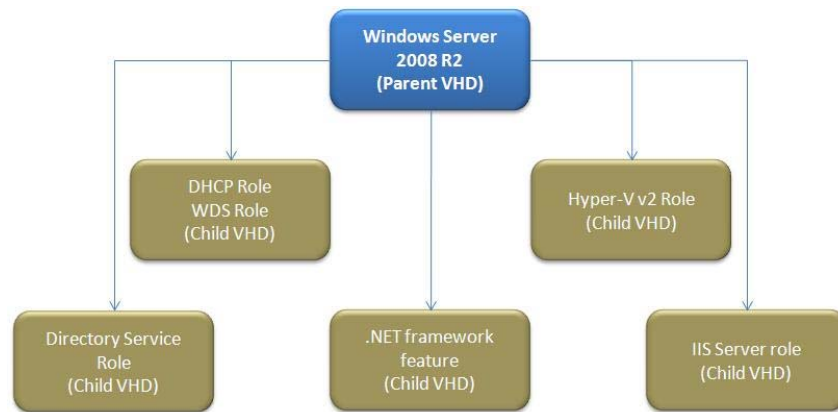 Windows Server
2008 R2
(Parent VHD)
DHCP Role
WDS Role
(Child VHD)
Hyper-V v2 Role
(Child VHD)
Directory Service
Role
(Child VHD)
.NET framework
feature
(Child VHD)
IIS Server role
(Child VHD)